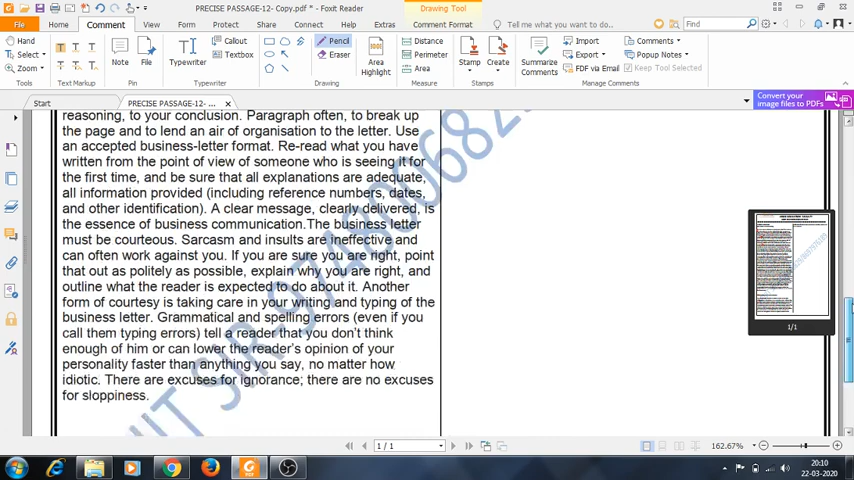 PRECISE PASSAGE-12- Copy.pdf * - Foxit Reader
Drawing Tool
File
Home
Comment
View
Form
Protect
Share
Connect
Help
Extras
Comment Format
Tell me what you want to do...
Find
Hand
Select
Zoom
Tools
Text Markup
Note
File
Pin
Typewriter
Callout
Textbox
Typewriter
Pencil
Eraser
Drawing
Area
Highlight
Distance
Perimeter
Area
Measure
Stamp
Create
Stamps
Summarize
Comments
Import
Export
FDF via Email
Comments
Popup Notes
Keep Tool Selected
Manage Comments
Start
PRECISE PASSAGE-12- ...
Convert your
image files to PDFs
reasoning, to your conclusion. Paragraph often, to break up
the page and to lend an air of organisation to the letter. Use
an accepted business-letter format. Re-read what you have
written from the point of view of someone who is seeing it for
the first time, and be sure that all explanations are adequate,
all information provided (including reference numbers, dates,
and other identification). A clear message, clearly delivered, is
the essence of business communication.The business letter
must be courteous. Sarcasm and insults are ineffective and
can often work against you. If you are sure you are right, point
that out as politely as possible, explain why you are right, and
outline what the reader is expected to do about it. Another
form of courtesy is taking care in your writing and typing of the
business letter. Grammatical and spelling errors (even if you
call them typing errors) tell a reader that you don't think
enough of him or can lower the reader's opinion of your
personality faster than anything you say, no matter how
idiotic. There are excuses for ignorance; there are no excuses
for sloppiness.
SIR-9748006825
1/1
1 / 1
162.67%
20:10
22-03-2020